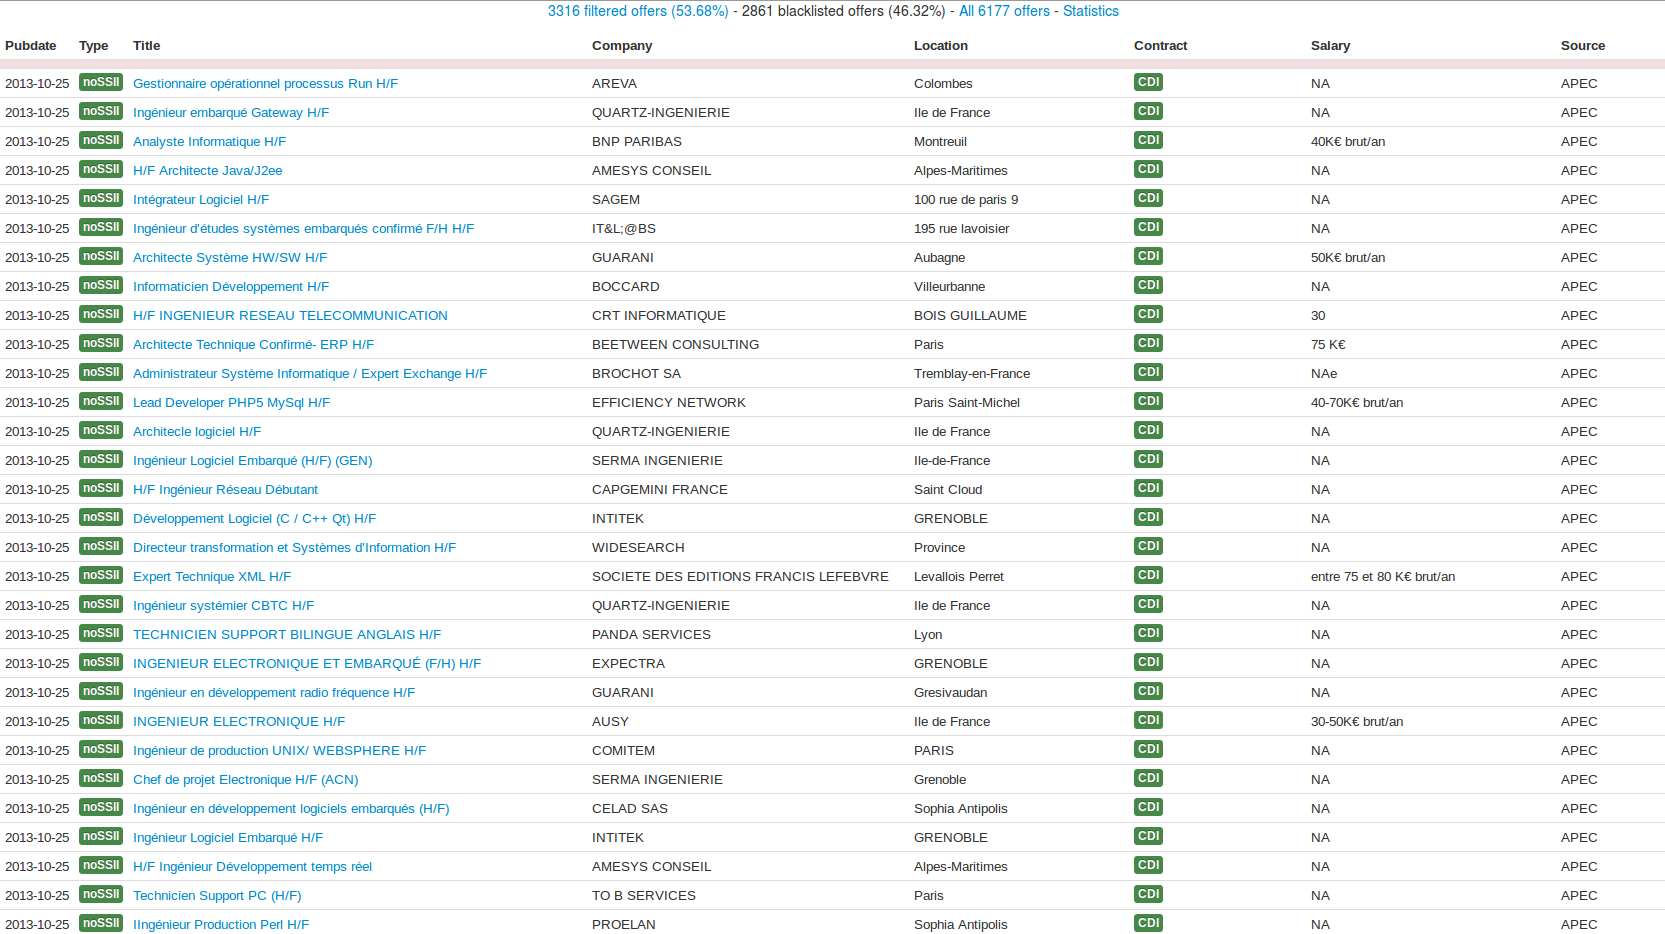 3316 filtered offers (53.68%) - 2861 blacklisted offers (46.32%) - All 6177 offers - Statistics
Pubdate Type Title Company Location Contract Salary Source
2013-10-25 noSSII Gestionnaire opérationnel processus Run H/F AREVA Colombes CDI NA APEC
2013-10-25 noSSII Ingénieur embarqué Gateway H/F QUARTZ-INGENIERIE Ile de France CDI NA APEC
2013-10-25 noSSII Analyste Informatique H/F BNP PARIBAS Montreuil CDI 40K€ brut/an APEC
2013-10-25 noSSII H/F Architecte Java/J2ee AMESYS CONSEIL Alpes-Maritimes CDI NA APEC
2013-10-25 noSSII Intégrateur Logiciel H/F SAGEM 100 rue de paris 9 CDI NA APEC
2013-10-25 noSSII Ingénieur d'études systèmes embarqués confirmé F/H H/F IT&L;@BS 195 rue lavoisier CDI NA APEC
2013-10-25 noSSII Architecte Système HW/SW H/F GUARANI Aubagne CDI 50K€ brut/an APEC
2013-10-25 noSSII Informaticien Développement H/F BOCCARD Villeurbanne CDI NA APEC
2013-10-25 noSSII H/F INGENIEUR RESEAU TELECOMMUNICATION CRT INFORMATIQUE BOIS GUILLAUME CDI 30 APEC
2013-10-25 noSSII Architecte Technique Confirmé- ERP H/F BEETWEEN CONSULTING Paris CDI 75 K€ APEC
2013-10-25 noSSII Administrateur Système Informatique / Expert Exchange H/F BROCHOT SA Tremblay-en-France CDI NAe APEC
2013-10-25 noSSII Lead Developer PHP5 MySql H/F EFFICIENCY NETWORK Paris Saint-Michel CDI 40-70K€ brut/an APEC
2013-10-25 noSSII Architecle logiciel H/F QUARTZ-INGENIERIE Ile de France CDI NA APEC
2013-10-25 noSSII Ingénieur Logiciel Embarqué (H/F) (GEN) SERMA INGENIERIE Ile-de-France CDI NA APEC
2013-10-25 noSSII H/F Ingénieur Réseau Débutant CAPGEMINI FRANCE Saint Cloud CDI NA APEC
2013-10-25 noSSII Développement Logiciel (C / C++ Qt) H/F INTITEK GRENOBLE CDI NA APEC
2013-10-25 noSSII Directeur transformation et Systèmes d'Information H/F WIDESEARCH Province CDI NA APEC
2013-10-25 noSSII Expert Technique XML H/F SOCIETE DES EDITIONS FRANCIS LEFEBVRE Levallois Perret CDI entre 75 et 80 K€ brut/an APEC
2013-10-25 noSSII Ingénieur systémier CBTC H/F QUARTZ-INGENIERIE Ile de France CDI NA APEC
2013-10-25 noSSII TECHNICIEN SUPPORT BILINGUE ANGLAIS H/F PANDA SERVICES Lyon CDI NA APEC
2013-10-25 noSSII INGENIEUR ELECTRONIQUE ET EMBARQUÉ (F/H) H/F EXPECTRA GRENOBLE CDI NA APEC
2013-10-25 noSSII Ingénieur en développement radio fréquence H/F GUARANI Gresivaudan CDI NA APEC
2013-10-25 noSSII INGENIEUR ELECTRONIQUE H/F AUSY Ile de France CDI 30-50K€ brut/an APEC
2013-10-25 noSSII Ingénieur de production UNIX/ WEBSPHERE H/F COMITEM PARIS CDI NA APEC
2013-10-25 noSSII Chef de projet Electronique H/F (ACN) SERMA INGENIERIE Grenoble CDI NA APEC
2013-10-25 noSSII Ingénieur en développement logiciels embarqués (H/F) CELAD SAS Sophia Antipolis CDI NA APEC
2013-10-25 noSSII Ingénieur Logiciel Embarqué H/F INTITEK GRENOBLE CDI NA APEC
2013-10-25 noSSII H/F Ingénieur Développement temps réel AMESYS CONSEIL Alpes-Maritimes CDI NA APEC
2013-10-25 noSSII Technicien Support PC (H/F) TO B SERVICES Paris CDI NA APEC
2013-10-25 noSSII IIngénieur Production Perl H/F PROELAN Sophia Antipolis CDI NA APEC